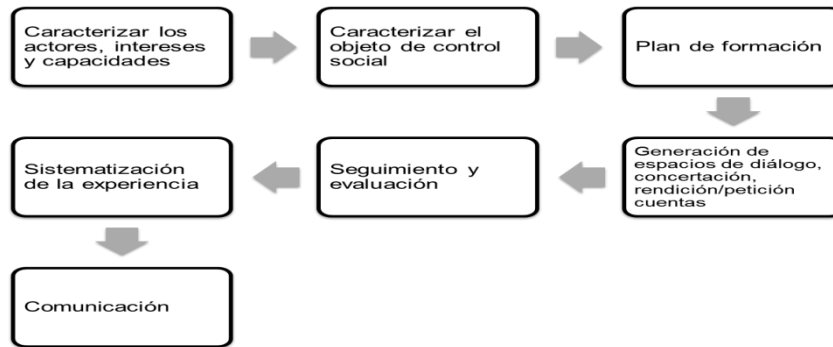 Caracterizar los
actores, intereses
y capacidades
Caracterizar el
objeto de control
social
Plan de formación
Generación de
espacios de diálogo,
concertación,
rendición/petición
cuentas
Seguimiento y
evaluación
Sistematización
de la experiencia
Comunicación